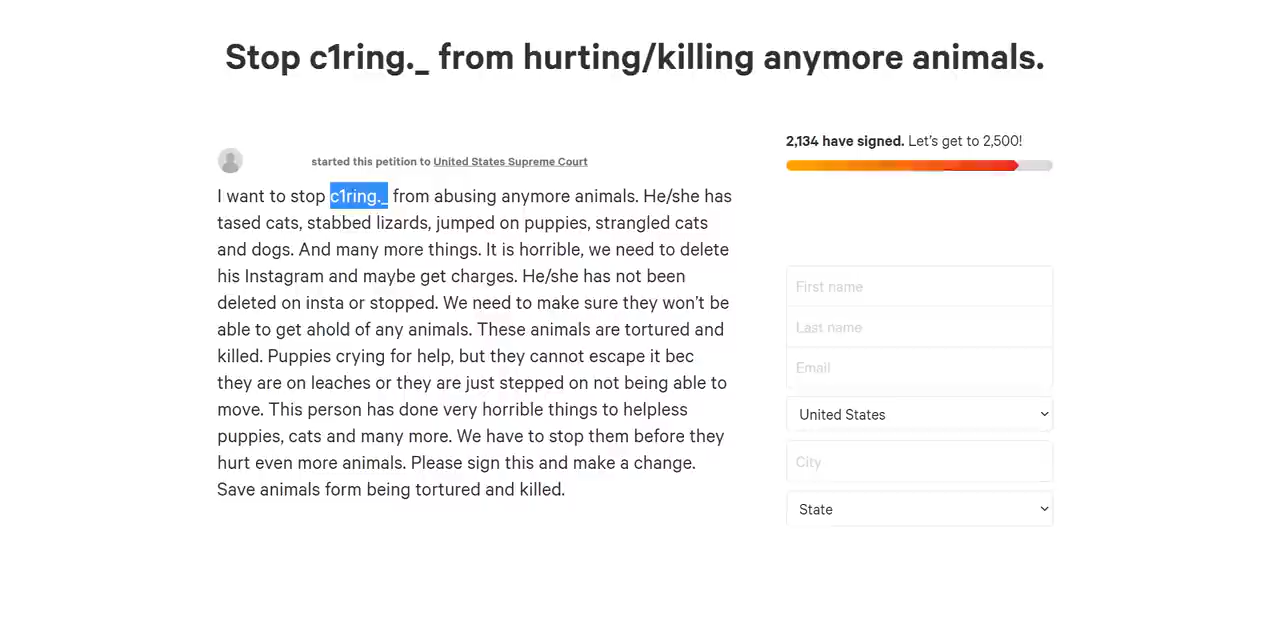 Stop c1ring._ from hurting/killing anymore animals.
started this petition to United States Supreme Court
I want to stop c1ring._ from abusing anymore animals. He/she has
tased cats, stabbed lizards, jumped on puppies, strangled cats
and dogs. And many more things. It is horrible, we need to delete
his Instagram and maybe get charges. He/she has not been
deleted on insta or stopped. We need to make sure they won't be
able to get ahold of any animals. These animals are tortured and
killed. Puppies crying for help, but they cannot escape it bec
they are on leaches or they are just stepped on not being able to
move. This person has done very horrible things to helpless
puppies, cats and many more. We have to stop them before they
hurt even more animals. Please sign this and make a change.
Save animals form being tortured and killed.
2,134 have signed. Let's get to 2,500!
First name
Last name
Email
United States
City
State